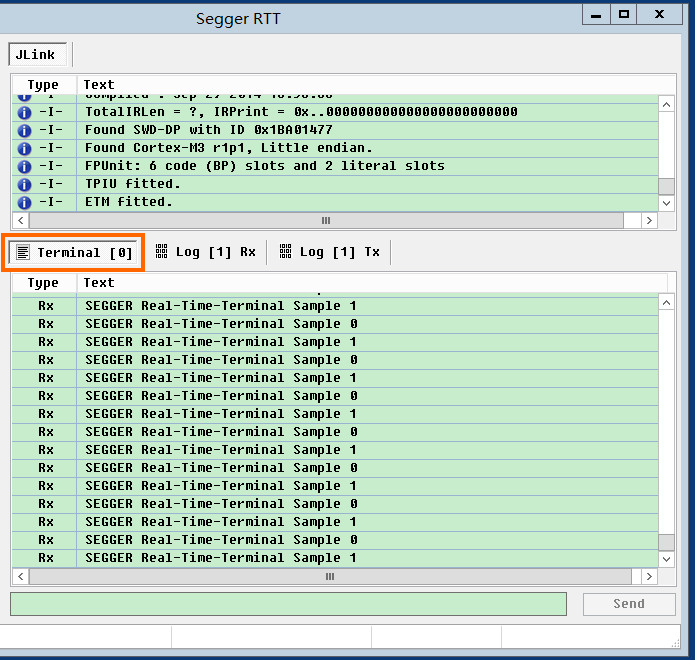 Segger RTT
JLink
Type Text
-I- TotalIRLen = ?, IRPrint = 0x..000000000000000000000000
-I- Found SWD-DP with ID 0x1BA01477
-I- Found Cortex-M3 r1p1, Little endian.
-I- FPUnit: 6 code (BP) slots and 2 literal slots
-I- TPIU fitted.
-I- ETM fitted.
Terminal [0] Log [1] Rx Log [1] Tx
Type Text
Rx SEGGER Real-Time-Terminal Sample 1
Rx SEGGER Real-Time-Terminal Sample 0
Rx SEGGER Real-Time-Terminal Sample 1
Rx SEGGER Real-Time-Terminal Sample 0
Rx SEGGER Real-Time-Terminal Sample 1
Rx SEGGER Real-Time-Terminal Sample 0
Rx SEGGER Real-Time-Terminal Sample 1
Rx SEGGER Real-Time-Terminal Sample 0
Rx SEGGER Real-Time-Terminal Sample 1
Rx SEGGER Real-Time-Terminal Sample 0
Rx SEGGER Real-Time-Terminal Sample 1
Rx SEGGER Real-Time-Terminal Sample 0
Rx SEGGER Real-Time-Terminal Sample 1
Rx SEGGER Real-Time-Terminal Sample 0
Rx SEGGER Real-Time-Terminal Sample 1
Send